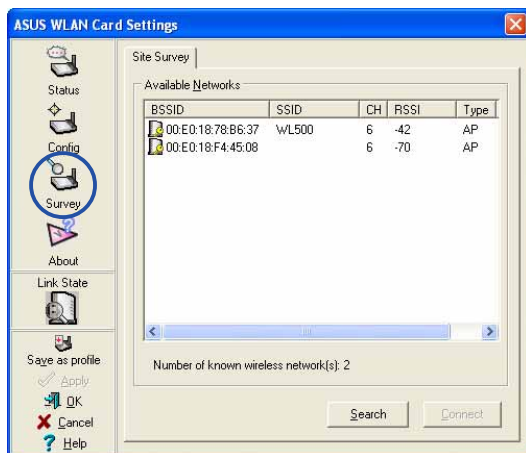 ASUS WLAN Card Settings
Status
Config
Survey
About
Link State
Save as profile
Apply
OK
Cancel
Help
Site Survey
Available Networks
BSSID SSID CH RSSI Type
00:E0:18:78:B6:37 WL500 6 -42 AP
00:E0:18:F4:45:08 6 -70 AP
Number of known wireless network(s): 2
Search Connect